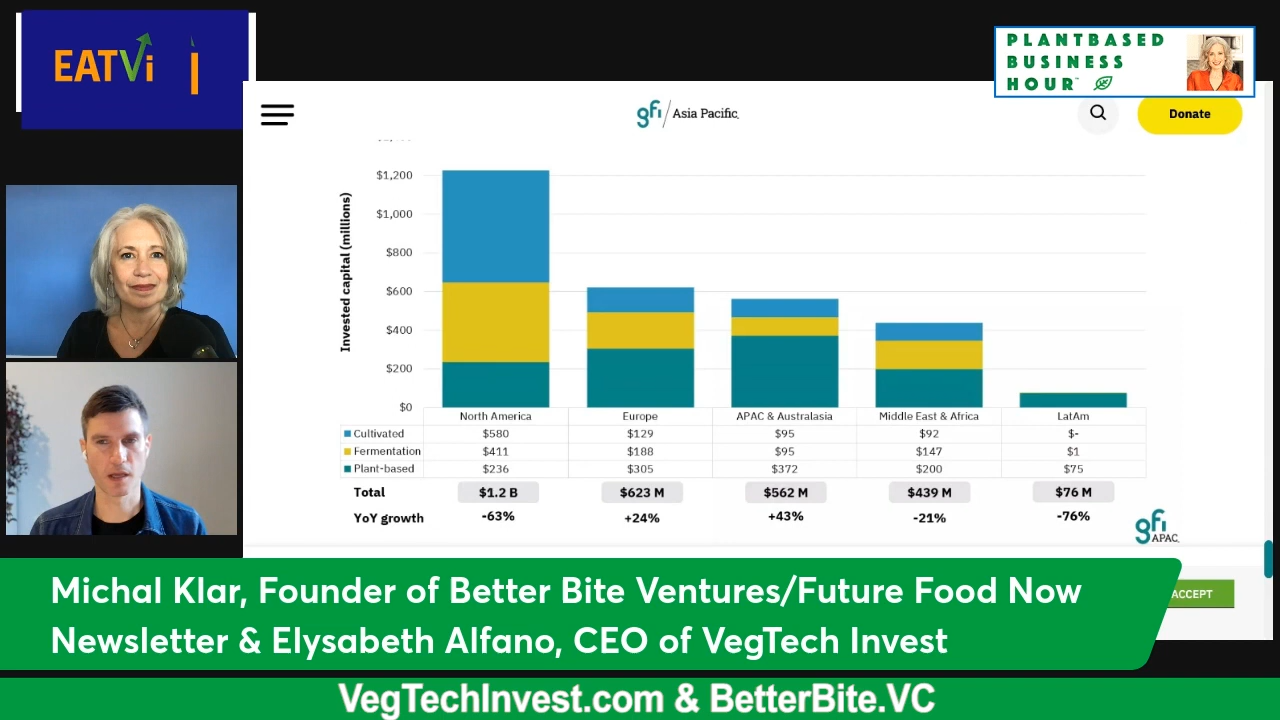 EATVi
PLANTBASED
BUSINESS
HOUR™
gfi / Asia Pacific.
Donate
Invested capital (millions)
$1,200
$1,000
$800
$600
$400
$200
$0
North America Europe APAC & Australasia Middle East & Africa LatAm
Cultivated $580 $129 $95 $92 $-
Fermentation $411 $188 $95 $147 $1
Plant-based $236 $305 $372 $200 $75
Total $1.2 B $623 M $562 M $439 M $76 M
YoY growth -63% +24% +43% -21% -76%
gfi
APAC.
ACCEPT
Michal Klar, Founder of Better Bite Ventures/Future Food Now
Newsletter & Elysabeth Alfano, CEO of VegTech Invest
VegTechInvest.com & BetterBite.VC